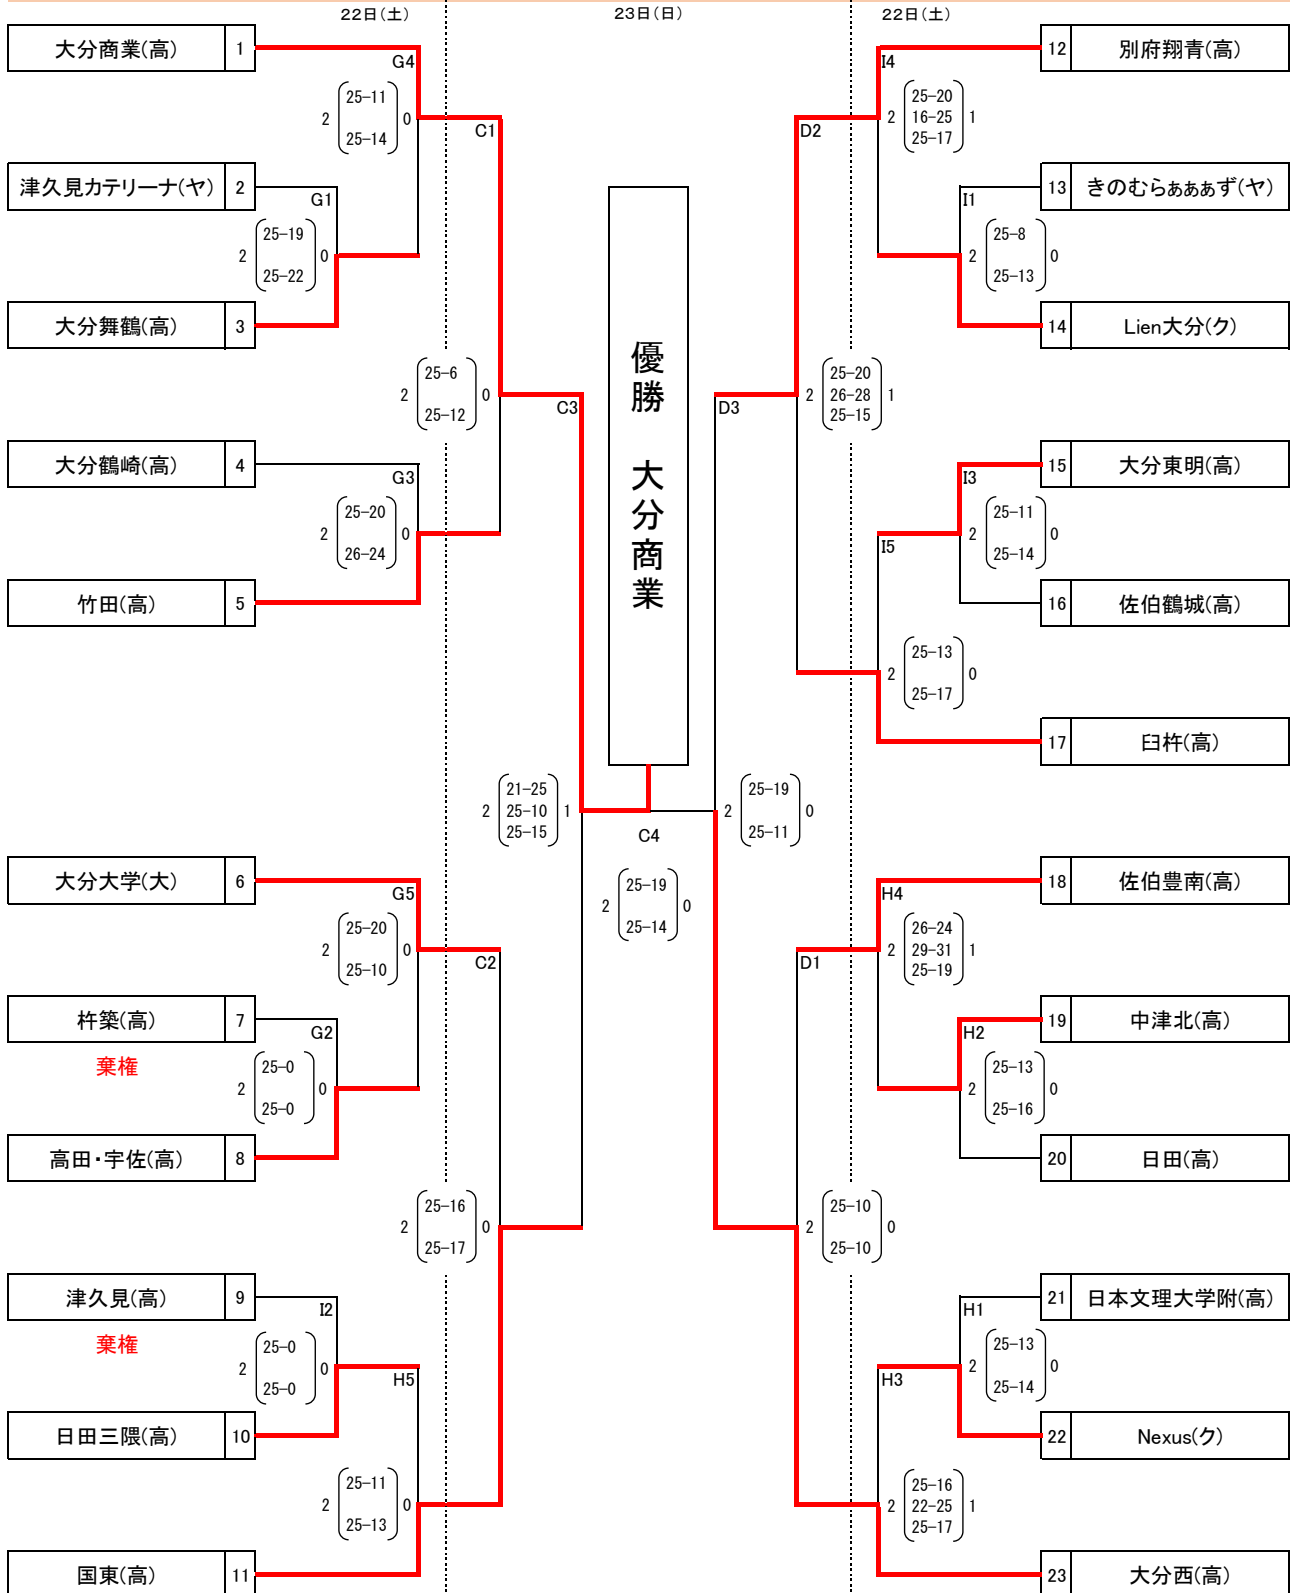 22日(土)
23日(日)
22日(土)
大分商業(高) 1
G4
25-11
2 0
25-14
C1
津久見カテリーナ(ヤ) 2
G1
25-19
2 0
25-22
大分舞鶴(高) 3
25-6
2 0
25-12
C3
大分鶴崎(高) 4
G3
25-20
2 0
26-24
竹田(高) 5
21-25
2 25-10 1
25-15
大分大学(大) 6
G5
25-20
2 0
25-10
C2
杵築(高) 7
棄権
G2
25-0
2 0
25-0
高田・宇佐(高) 8
25-16
2 0
25-17
津久見(高) 9
棄権
I2
25-0
2 0
25-0
H5
日田三隈(高) 10
25-11
2 0
25-13
国東(高) 11
優勝 大分商業
C4
25-19
2 0
25-14
12 別府翔青(高)
I4
25-20
2 16-25 1
25-17
D2
13 きのむらぁぁぁず(ヤ)
I1
25-8
2 0
25-13
14 Lien大分(ク)
D3
25-20
2 26-28 1
25-15
15 大分東明(高)
I3
25-11
2 0
25-14
I5
16 佐伯鶴城(高)
25-13
2 0
25-17
17 臼杵(高)
25-19
2 0
25-11
18 佐伯豊南(高)
H4
26-24
2 29-31 1
25-19
D1
19 中津北(高)
H2
25-13
2 0
25-16
20 日田(高)
25-10
2 0
25-10
21 日本文理大学附(高)
H1
25-13
2 0
25-14
H3
22 Nexus(ク)
25-16
2 22-25 1
25-17
23 大分西(高)